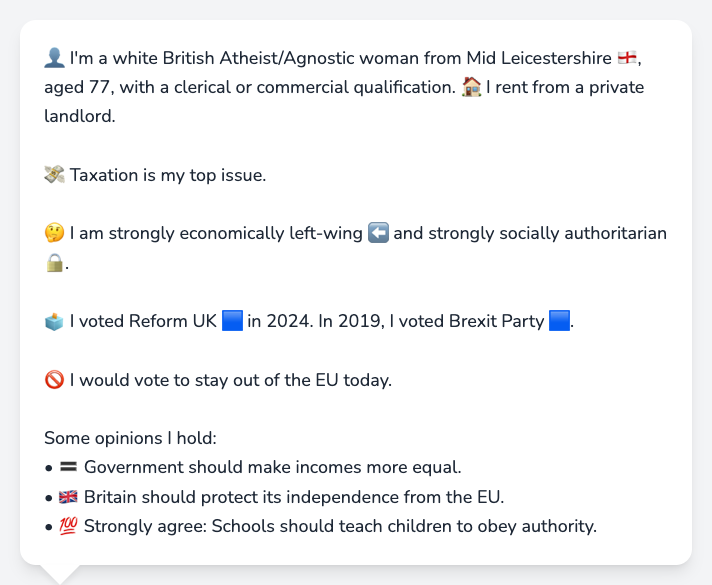 👤 I'm a white British Atheist/Agnostic woman from Mid Leicestershire 🏴󠁧󠁢󠁥󠁮󠁧󠁿,
aged 77, with a clerical or commercial qualification. 🏠 I rent from a private
landlord.
💸 Taxation is my top issue.
🤔 I am strongly economically left-wing ⬅️ and strongly socially authoritarian
🔒.
🗳️ I voted Reform UK 🟦 in 2024. In 2019, I voted Brexit Party 🟦.
🚫 I would vote to stay out of the EU today.
Some opinions I hold:
• 🟰 Government should make incomes more equal.
• 🇬🇧 Britain should protect its independence from the EU.
• 💯 Strongly agree: Schools should teach children to obey authority.